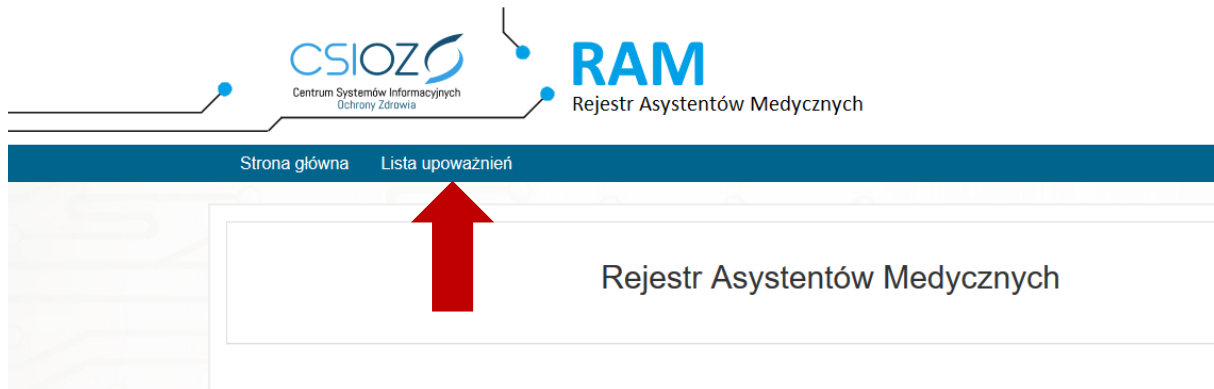 CSIOZ
Centrum Systemów Informacyjnych
Ochrony Zdrowia
RAM
Rejestr Asystentów Medycznych
Strona główna Lista upoważnień
Rejestr Asystentów Medycznych